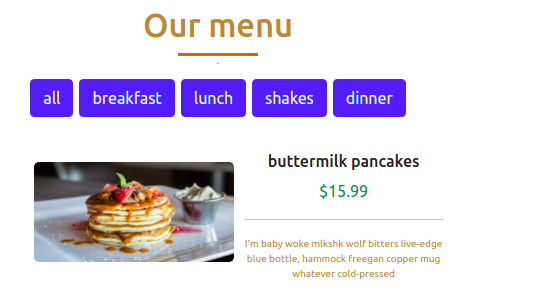 Our menu
all breakfast lunch shakes dinner
buttermilk pancakes
$15.99
I'm baby woke mlkshk wolf bitters live-edge
blue bottle, hammock freegan copper mug
whatever cold-pressed